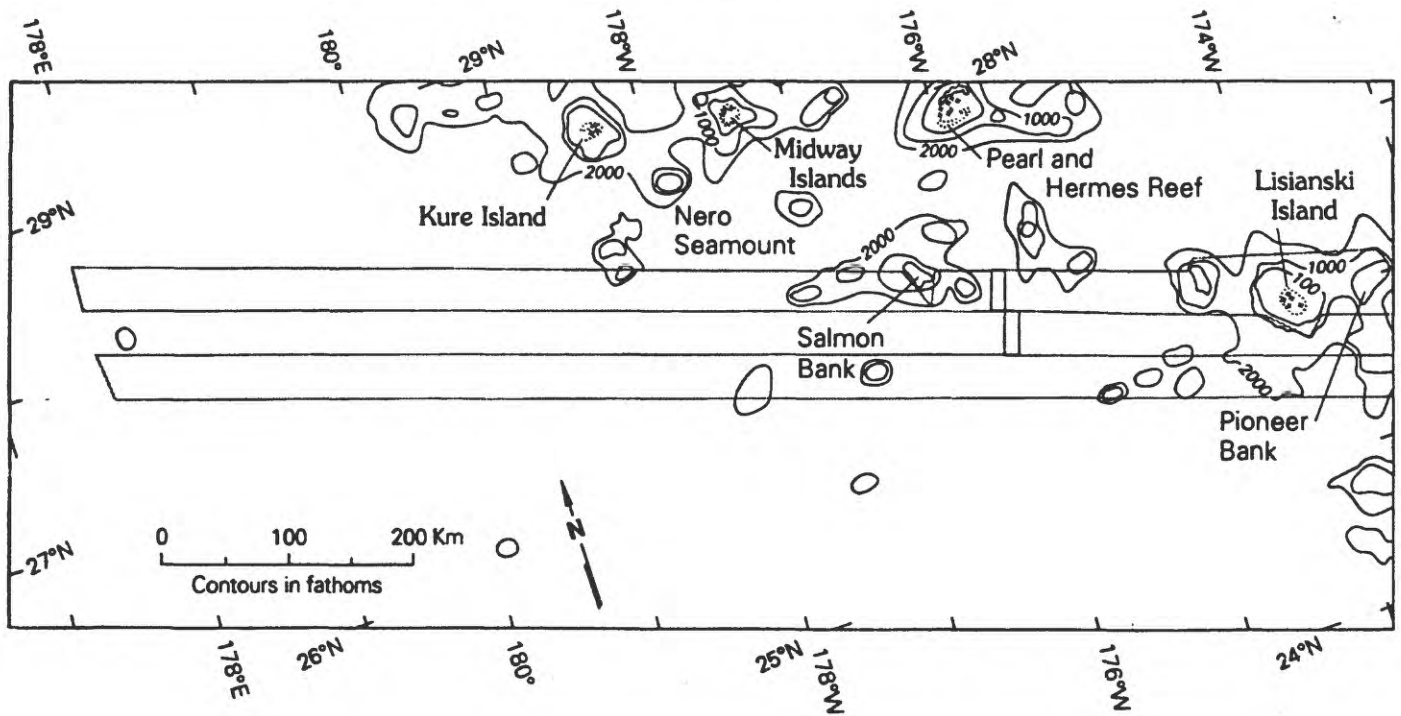 178°E
180°
29°N
178°W
176°W
28°N
174°W
1000
1000
2000
2000
Midway
Islands
Pearl and
Hermes Reef
Lisianski
Island
Kure Island
Nero
Seamount
29°N
2000
1000
100
Salmon
Bank
2000
Pioneer
Bank
N
0 100 200 Km
Contours in fathoms
27°N
178°E
26°N
180°
25°N
178°W
176°W
24°N